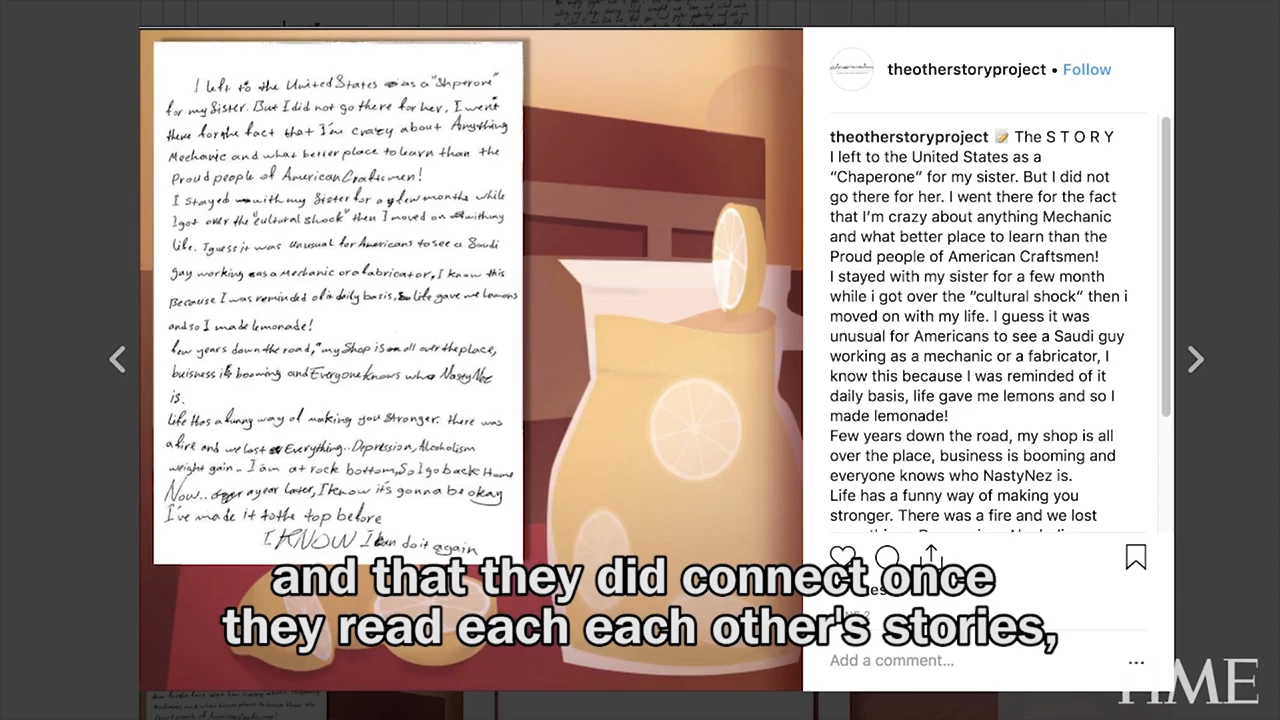 I left to the United States as a "Shperone"
for my sister. But I did not go there for her, I went
there for the fact that I'm crazy about Anything
Mechanic and what better place to learn than the
Proud people of American Craftsmen!
I stayed with my sister for a few months while
I got over the "cultural shock" then I moved on with my
life. I guess it was unusual for Americans to see a Saudi
guy working as a mechanic or a fabricator, I know this
Because I was reminded of it daily basis, life gave me lemons
and so I made lemonade!
few years down the road, "my shop is all over the place,
buisness is booming and Everyone knows who NastyNez
is.
life Has a funny way of making you stronger. there was
a fire and we lost Everything.. Depression, Alcoholism
weight gain.. I am at rock bottom, So I go back Home
Now.. a year later, I know it's gonna be okay
I've made it to the top before
I KNOW I can do it again
theotherstoryproject • Follow
theotherstoryproject 📝 The S T O R Y
I left to the United States as a
“Chaperone” for my sister. But I did not
go there for her. I went there for the fact
that I’m crazy about anything Mechanic
and what better place to learn than the
Proud people of American Craftsmen!
I stayed with my sister for a few month
while i got over the “cultural shock” then i
moved on with my life. I guess it was
unusual for Americans to see a Saudi guy
working as a mechanic or a fabricator, I
know this because I was reminded of it
daily basis, life gave me lemons and so I
made lemonade!
Few years down the road, my shop is all
over the place, business is booming and
everyone knows who NastyNez is.
Life has a funny way of making you
stronger. There was a fire and we lost
Add a comment...
and that they did connect once
they read each each other's stories,
TIME